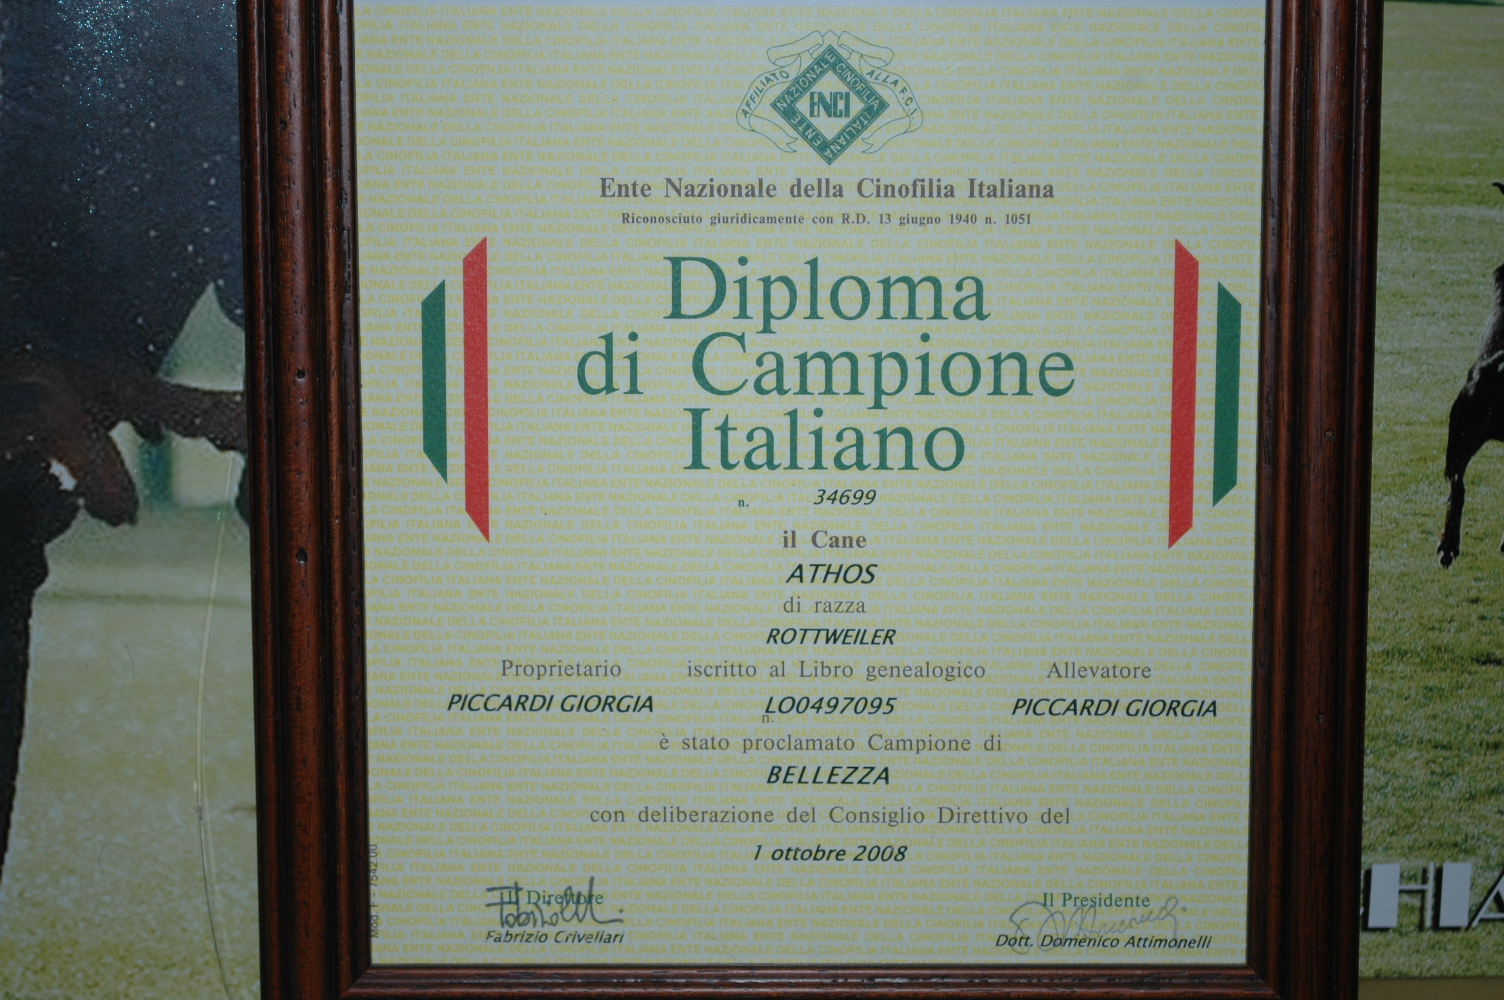 AFFILIATO ALLA F.C.I.
ENTE NAZIONALE CINOFILIA ITALIANA
ENCI
Ente Nazionale della Cinofilia Italiana
Riconosciuto giuridicamente con R.D. 13 giugno 1940 n. 1051
Diploma
di Campione
Italiano
n. 34699
il Cane
ATHOS
di razza
ROTTWEILER
Proprietario iscritto al Libro genealogico Allevatore
PICCARDI GIORGIA n. LO0497095 PICCARDI GIORGIA
è stato proclamato Campione di
BELLEZZA
con deliberazione del Consiglio Direttivo del
1 ottobre 2008
Il Direttore Il Presidente
Fabrizio Crivellari Dott. Domenico Attimonelli
HIA